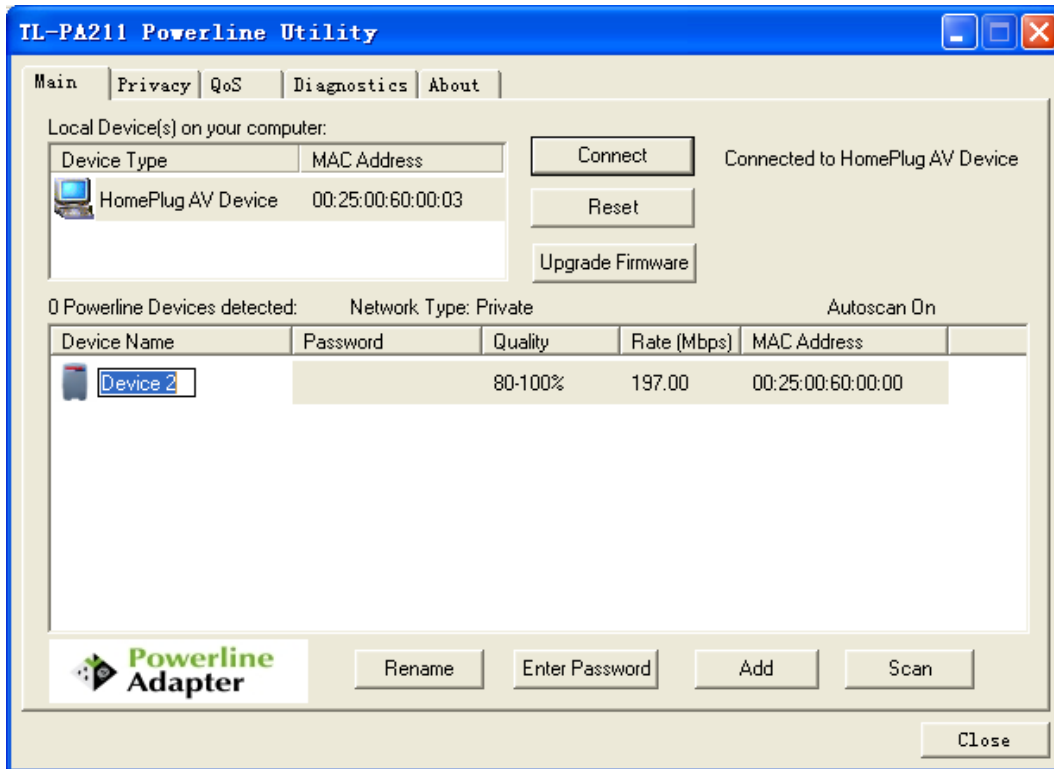 TL-PA211 Powerline Utility
Main Privacy QoS Diagnostics About
Local Device(s) on your computer:
Device Type MAC Address
HomePlug AV Device 00:25:00:60:00:03
Connect
Connected to HomePlug AV Device
Reset
Upgrade Firmware
0 Powerline Devices detected: Network Type: Private Autoscan On
Device Name Password Quality Rate (Mbps) MAC Address
Device 2 80-100% 197.00 00:25:00:60:00:00
Powerline
Adapter
Rename Enter Password Add Scan
Close